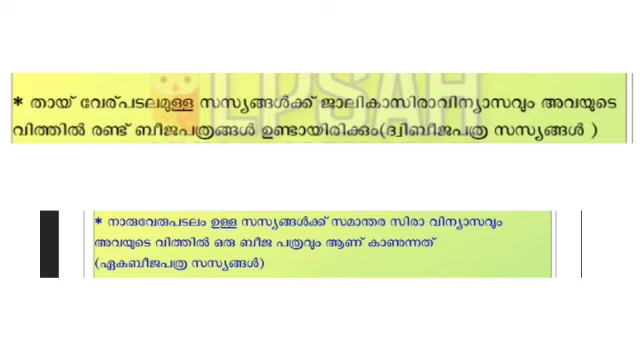 LPSAH
* തായ് വേര്പടലമുള്ള സസ്യങ്ങൾക്ക് ജാലികാസിരാവിന്യാസവും അവയുടെ
വിത്തിൽ രണ്ട് ബീജപത്രങ്ങൾ ഉണ്ടായിരിക്കും(ദ്വിബീജപത്ര സസ്യങ്ങൾ )
* നാരുവേരുപടലം ഉള്ള സസ്യങ്ങൾക്ക് സമാന്തര സിരാ വിന്യാസവും
അവയുടെ വിത്തിൽ ഒരു ബീജ പത്രവും ആണ് കാണുന്നത്
(ഏകബീജപത്ര സസ്യങ്ങൾ)